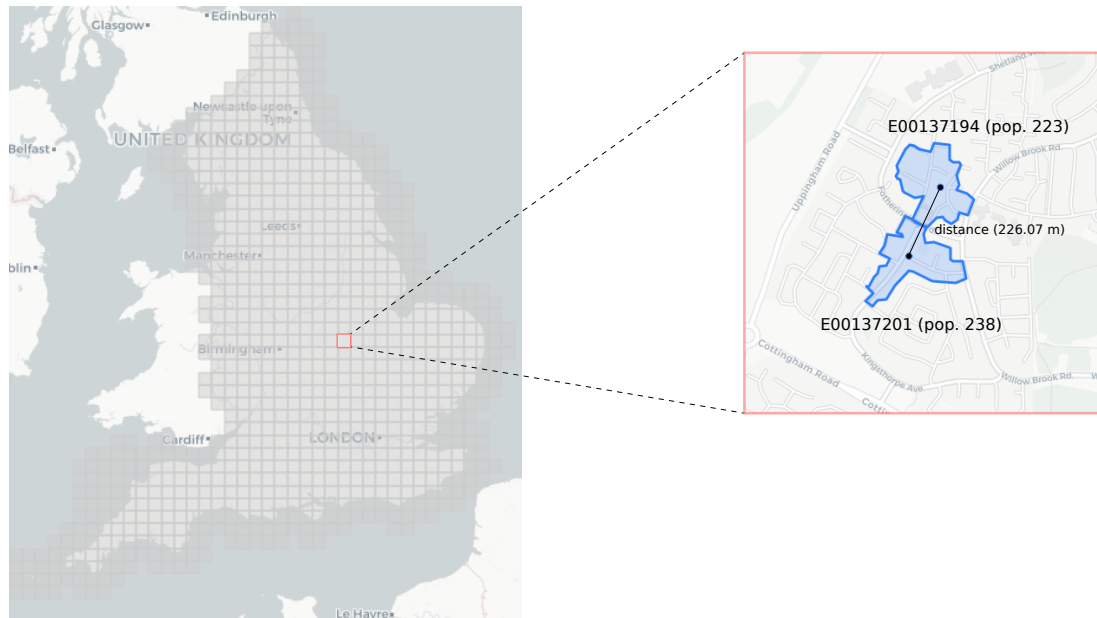 Edinburgh
Glasgow
Newcastle upon
Tyne
UNITED KINGDOM
Belfast
Leeds
Manchester
blin
Birmingham
Cardiff
LONDON
Le Havre
Uppingham Road
E00137194 (pop. 223)
Willow Brook Rd.
distance (226.07 m)
E00137201 (pop. 238)
Kingsthorpe Ave.
Cottingham Road
Willow Brook Rd.